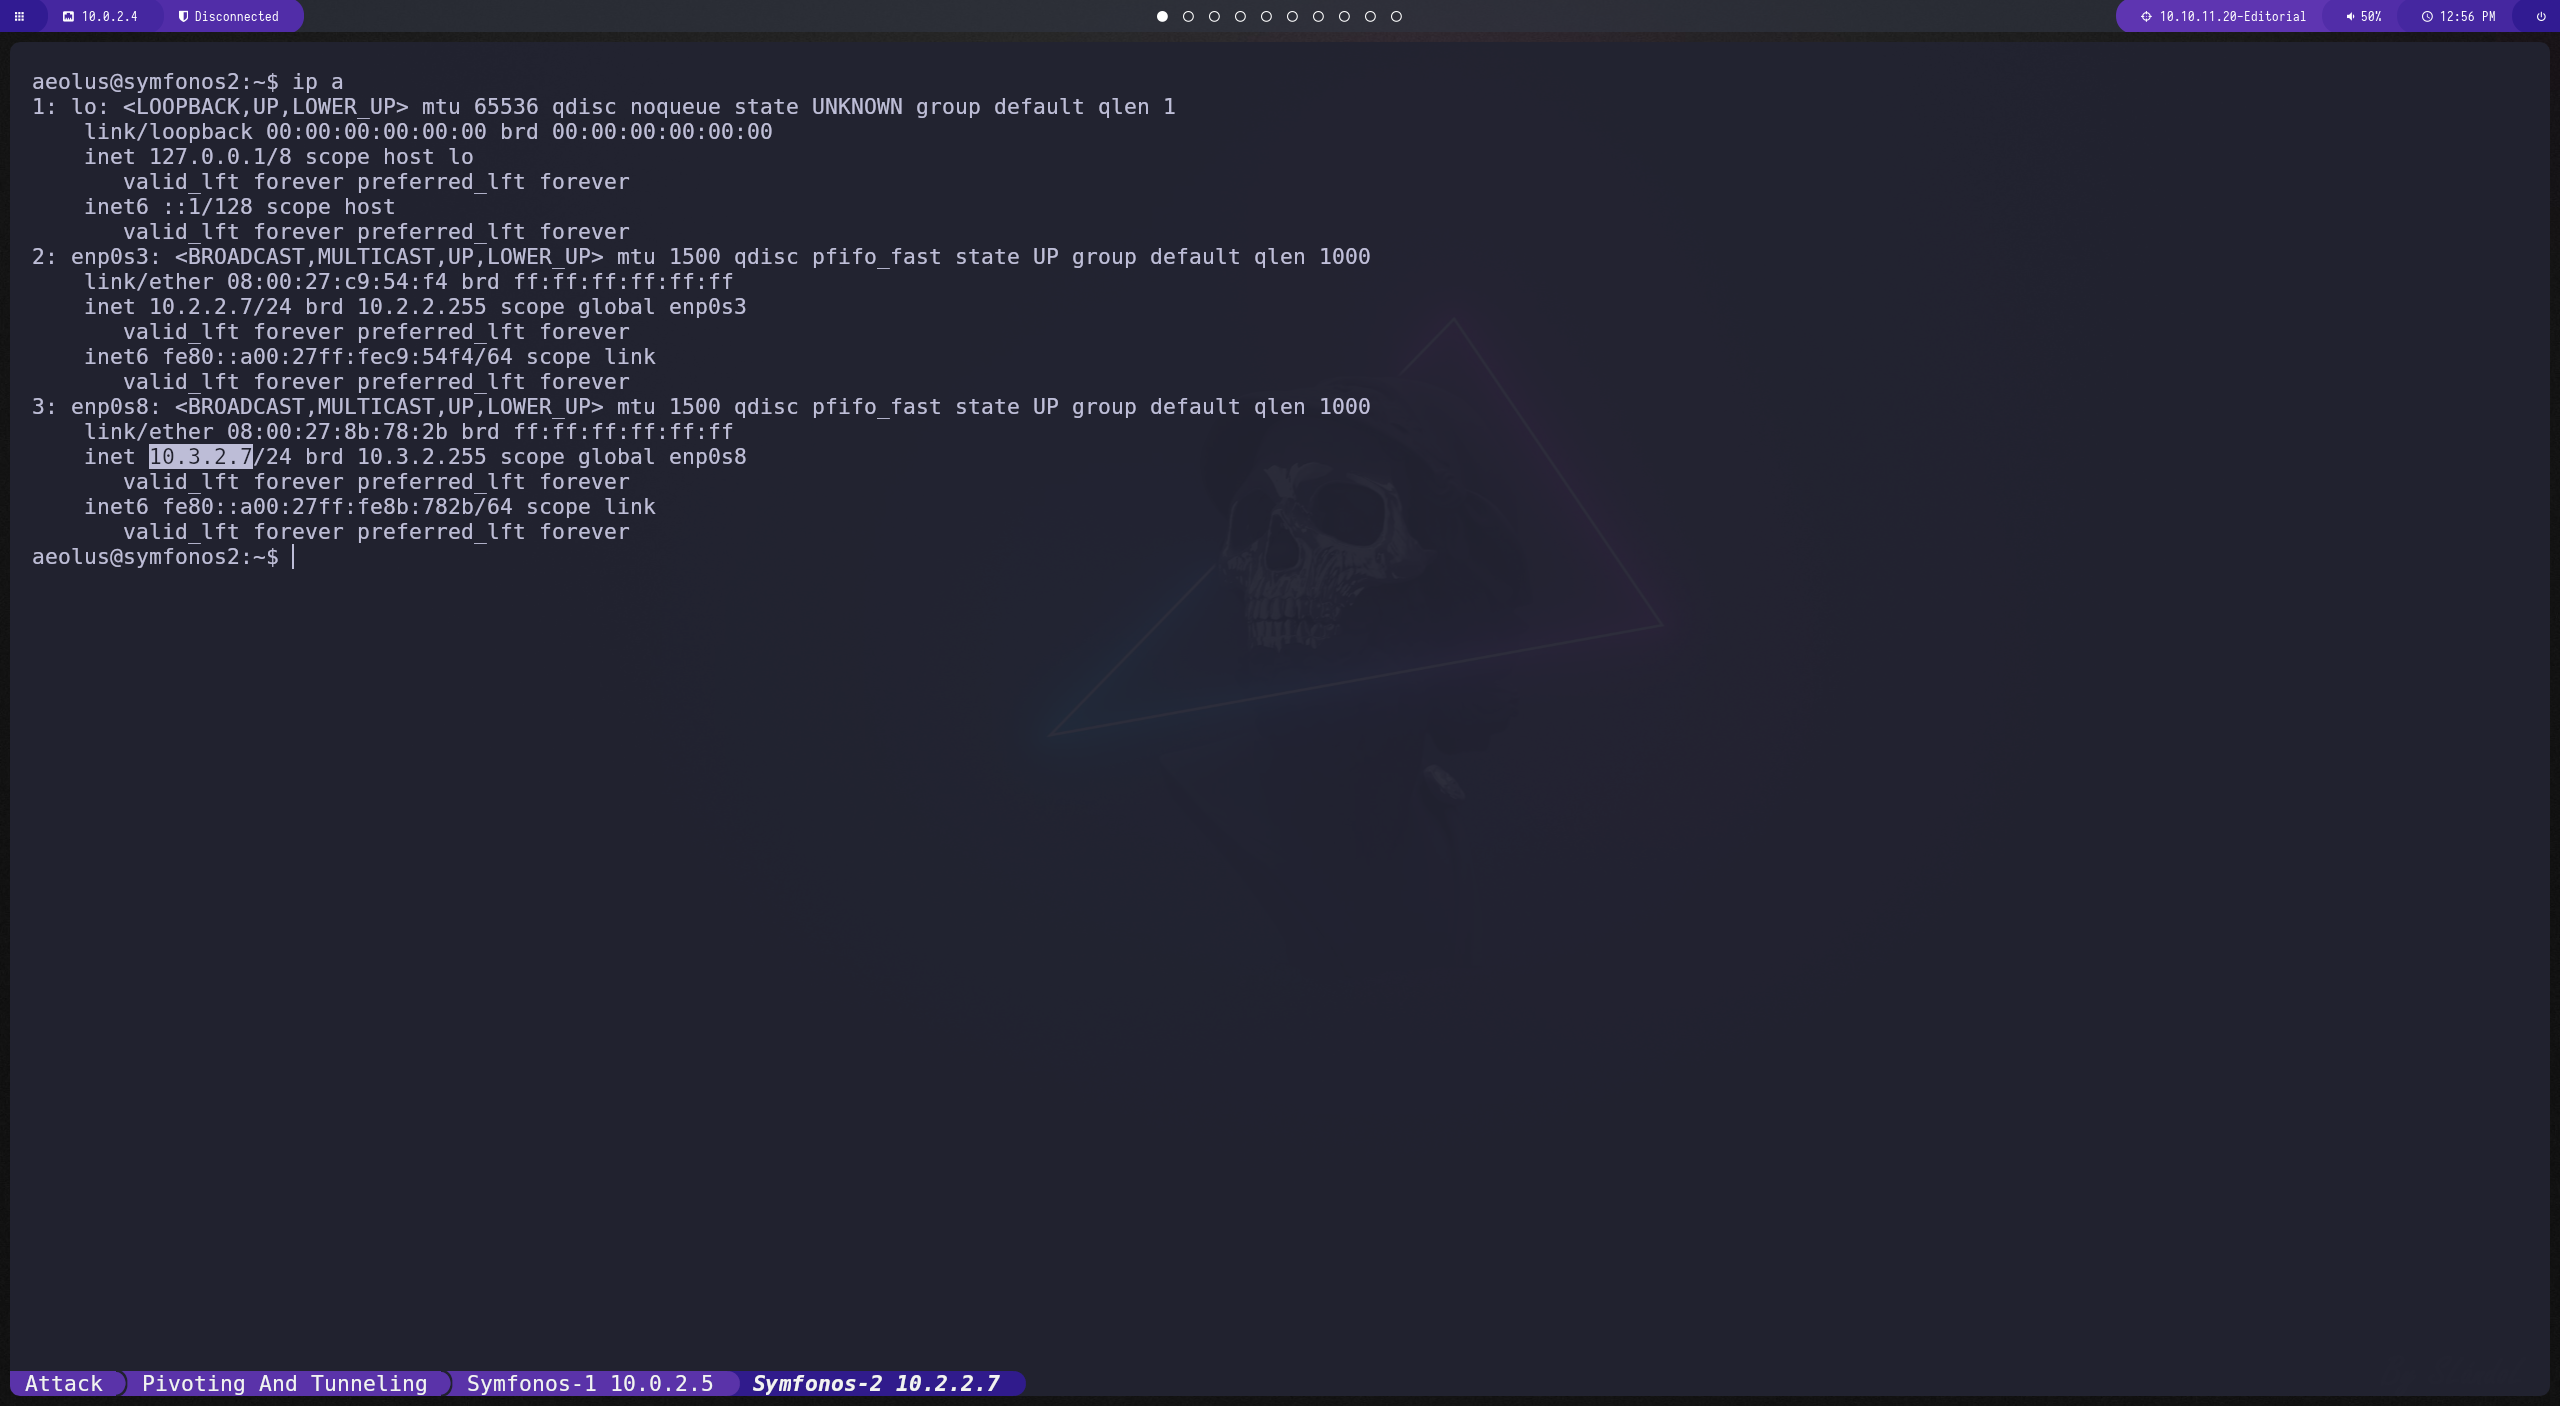 10.0.2.4 Disconnected 10.10.11.20-Editorial 50% 12:56 PM
aeolus@symfonos2:~$ ip a
1: lo: <LOOPBACK,UP,LOWER_UP> mtu 65536 qdisc noqueue state UNKNOWN group default qlen 1
    link/loopback 00:00:00:00:00:00 brd 00:00:00:00:00:00
    inet 127.0.0.1/8 scope host lo
       valid_lft forever preferred_lft forever
    inet6 ::1/128 scope host
       valid_lft forever preferred_lft forever
2: enp0s3: <BROADCAST,MULTICAST,UP,LOWER_UP> mtu 1500 qdisc pfifo_fast state UP group default qlen 1000
    link/ether 08:00:27:c9:54:f4 brd ff:ff:ff:ff:ff:ff
    inet 10.2.2.7/24 brd 10.2.2.255 scope global enp0s3
       valid_lft forever preferred_lft forever
    inet6 fe80::a00:27ff:fec9:54f4/64 scope link
       valid_lft forever preferred_lft forever
3: enp0s8: <BROADCAST,MULTICAST,UP,LOWER_UP> mtu 1500 qdisc pfifo_fast state UP group default qlen 1000
    link/ether 08:00:27:8b:78:2b brd ff:ff:ff:ff:ff:ff
    inet 10.3.2.7/24 brd 10.3.2.255 scope global enp0s8
       valid_lft forever preferred_lft forever
    inet6 fe80::a00:27ff:fe8b:782b/64 scope link
       valid_lft forever preferred_lft forever
aeolus@symfonos2:~$
Attack Pivoting And Tunneling Symfonos-1 10.0.2.5 Symfonos-2 10.2.2.7